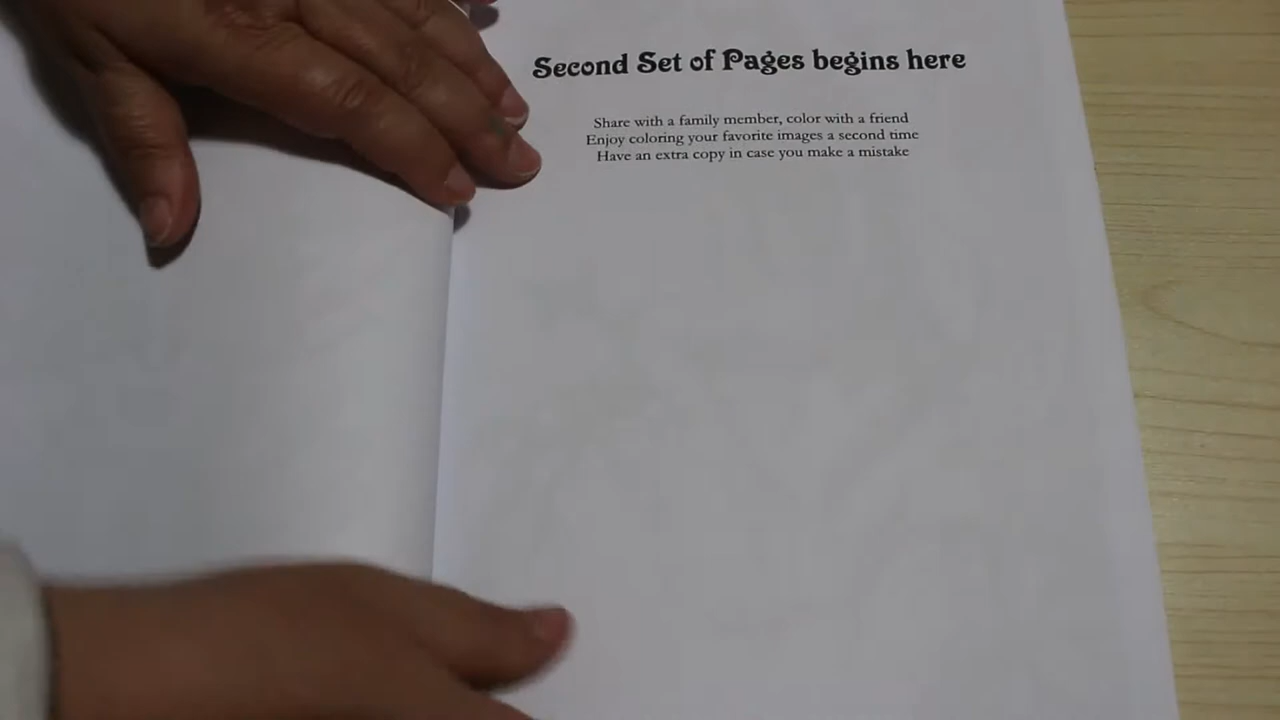 Second Set of Pages begins here
Share with a family member, color with a friend
Enjoy coloring your favorite images a second time
Have an extra copy in case you make a mistake